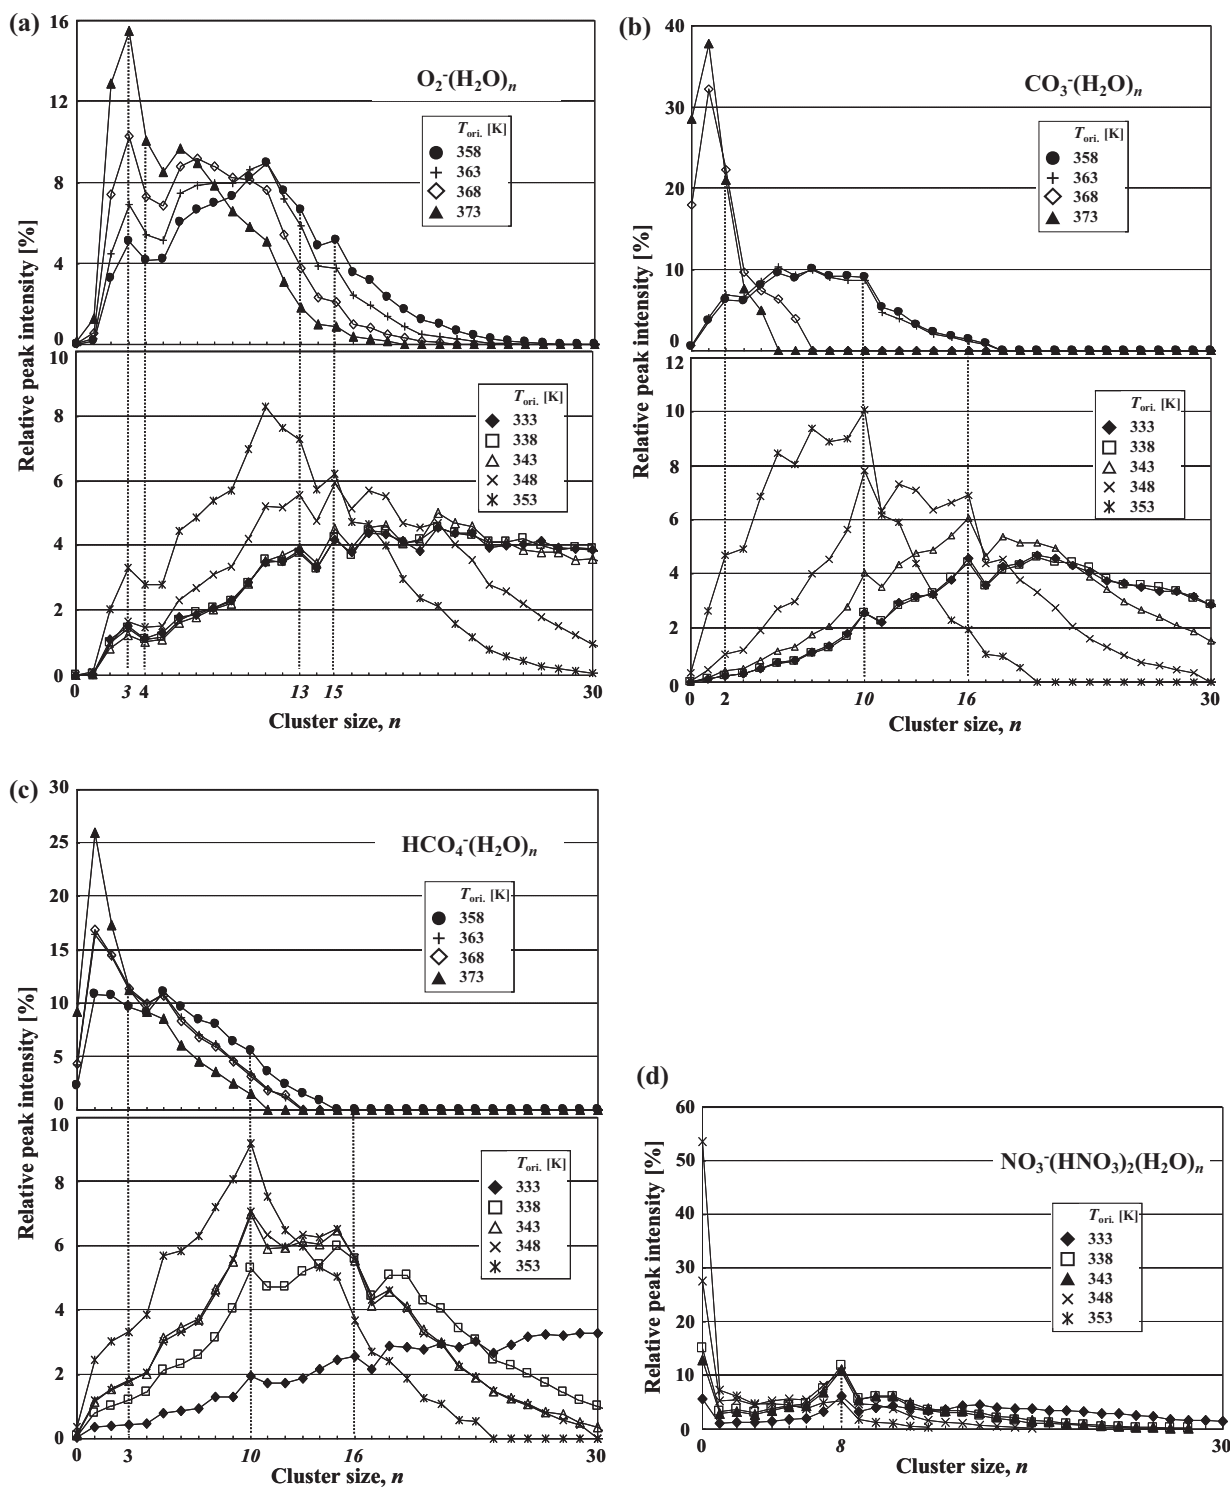 (a)
16
12
8
4
0
O₂⁻(H₂O)ₙ
Tori. [K]
358
363
368
373
Relative peak intensity [%]
10
8
6
4
2
0
Tori. [K]
333
338
343
348
353
0 3 4 13 15 30
Cluster size, n
(b)
40
30
20
10
0
CO₃⁻(H₂O)ₙ
Tori. [K]
358
363
368
373
Relative peak intensity [%]
12
10
8
6
4
2
0
Tori. [K]
333
338
343
348
353
0 2 10 16 30
Cluster size, n
(c)
30
25
20
15
10
5
0
HCO₄⁻(H₂O)ₙ
Tori. [K]
358
363
368
373
Relative peak intensity [%]
10
8
6
4
2
0
Tori. [K]
333
338
343
348
353
0 3 10 16 30
Cluster size, n
(d)
60
50
40
30
20
10
0
NO₃⁻(HNO₃)₂(H₂O)ₙ
Tori. [K]
333
338
343
348
353
Relative peak intensity [%]
0 8 30
Cluster size, n